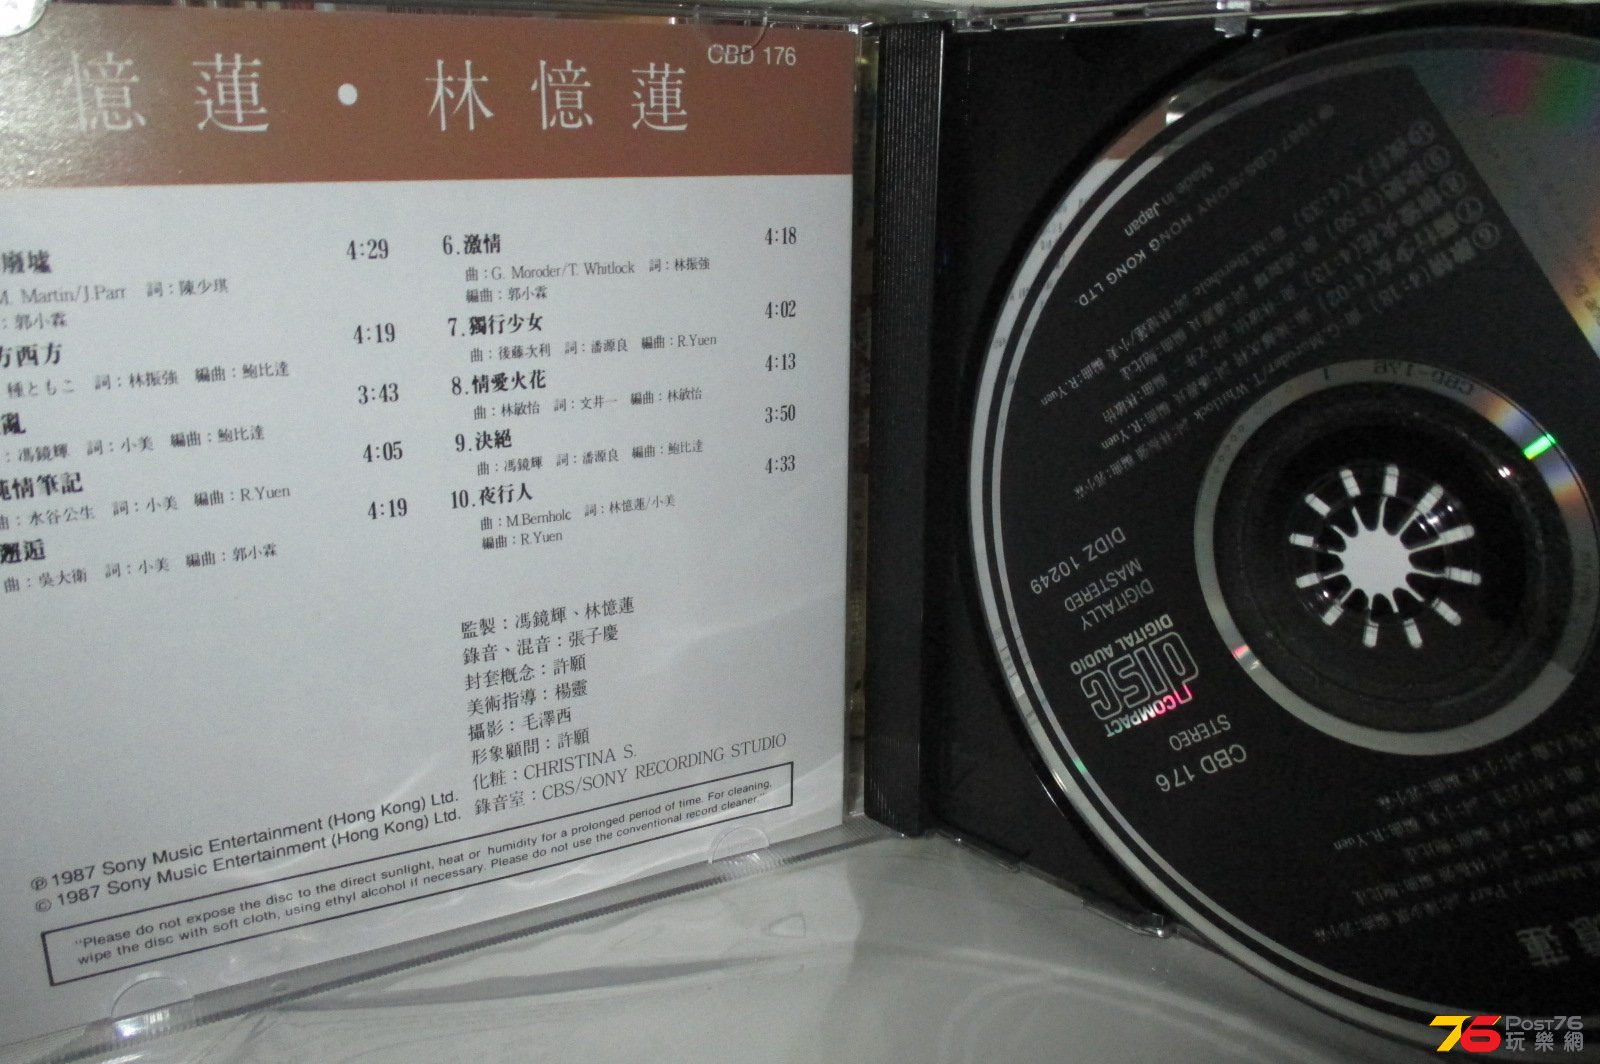 憶蓮・林憶蓮
CBD 176
廢墟 4:29
M. Martin/J.Parr 詞：陳少琪
：郭小霖
方西方 4:19
種ともこ 詞：林振強 編曲：鮑比達
亂 3:43
：馮鏡輝 詞：小美 編曲：鮑比達
純情筆記 4:05
曲：水谷公生 詞：小美 編曲：R.Yuen
邂逅 4:19
曲：吳大衛 詞：小美 編曲：郭小霖
6.激情 4:18
曲：G. Moroder/T. Whitlock 詞：林振強
編曲：郭小霖
7.獨行少女 4:02
曲：後藤次利 詞：潘源良 編曲：R.Yuen
8.情愛火花 4:13
曲：林敏怡 詞：文井一 編曲：林敏怡
9.決絕 3:50
曲：馮鏡輝 詞：潘源良 編曲：鮑比達
10.夜行人 4:33
曲：M.Bernholc 詞：林憶蓮/小美
編曲：R.Yuen
監製：馮鏡輝、林憶蓮
錄音、混音：張子慶
封套概念：許願
美術指導：楊靈
攝影：毛澤西
形象顧問：許願
化粧：CHRISTINA S.
錄音室：CBS/SONY RECORDING STUDIO
℗ 1987 Sony Music Entertainment (Hong Kong) Ltd.
© 1987 Sony Music Entertainment (Hong Kong) Ltd.
"Please do not expose the disc to the direct sunlight, heat or humidity for a prolonged period of time. For cleaning,
wipe the disc with soft cloth, using ethyl alcohol if necessary. Please do not use the conventional record cleaner."
CBS/SONY HONG KONG LTD.
Made in Japan
CBD 176
STEREO
COMPACT
disc
DIGITAL AUDIO
DIGITALLY
MASTERED
DIDZ 10249
憶蓮
76 Post76
玩樂網